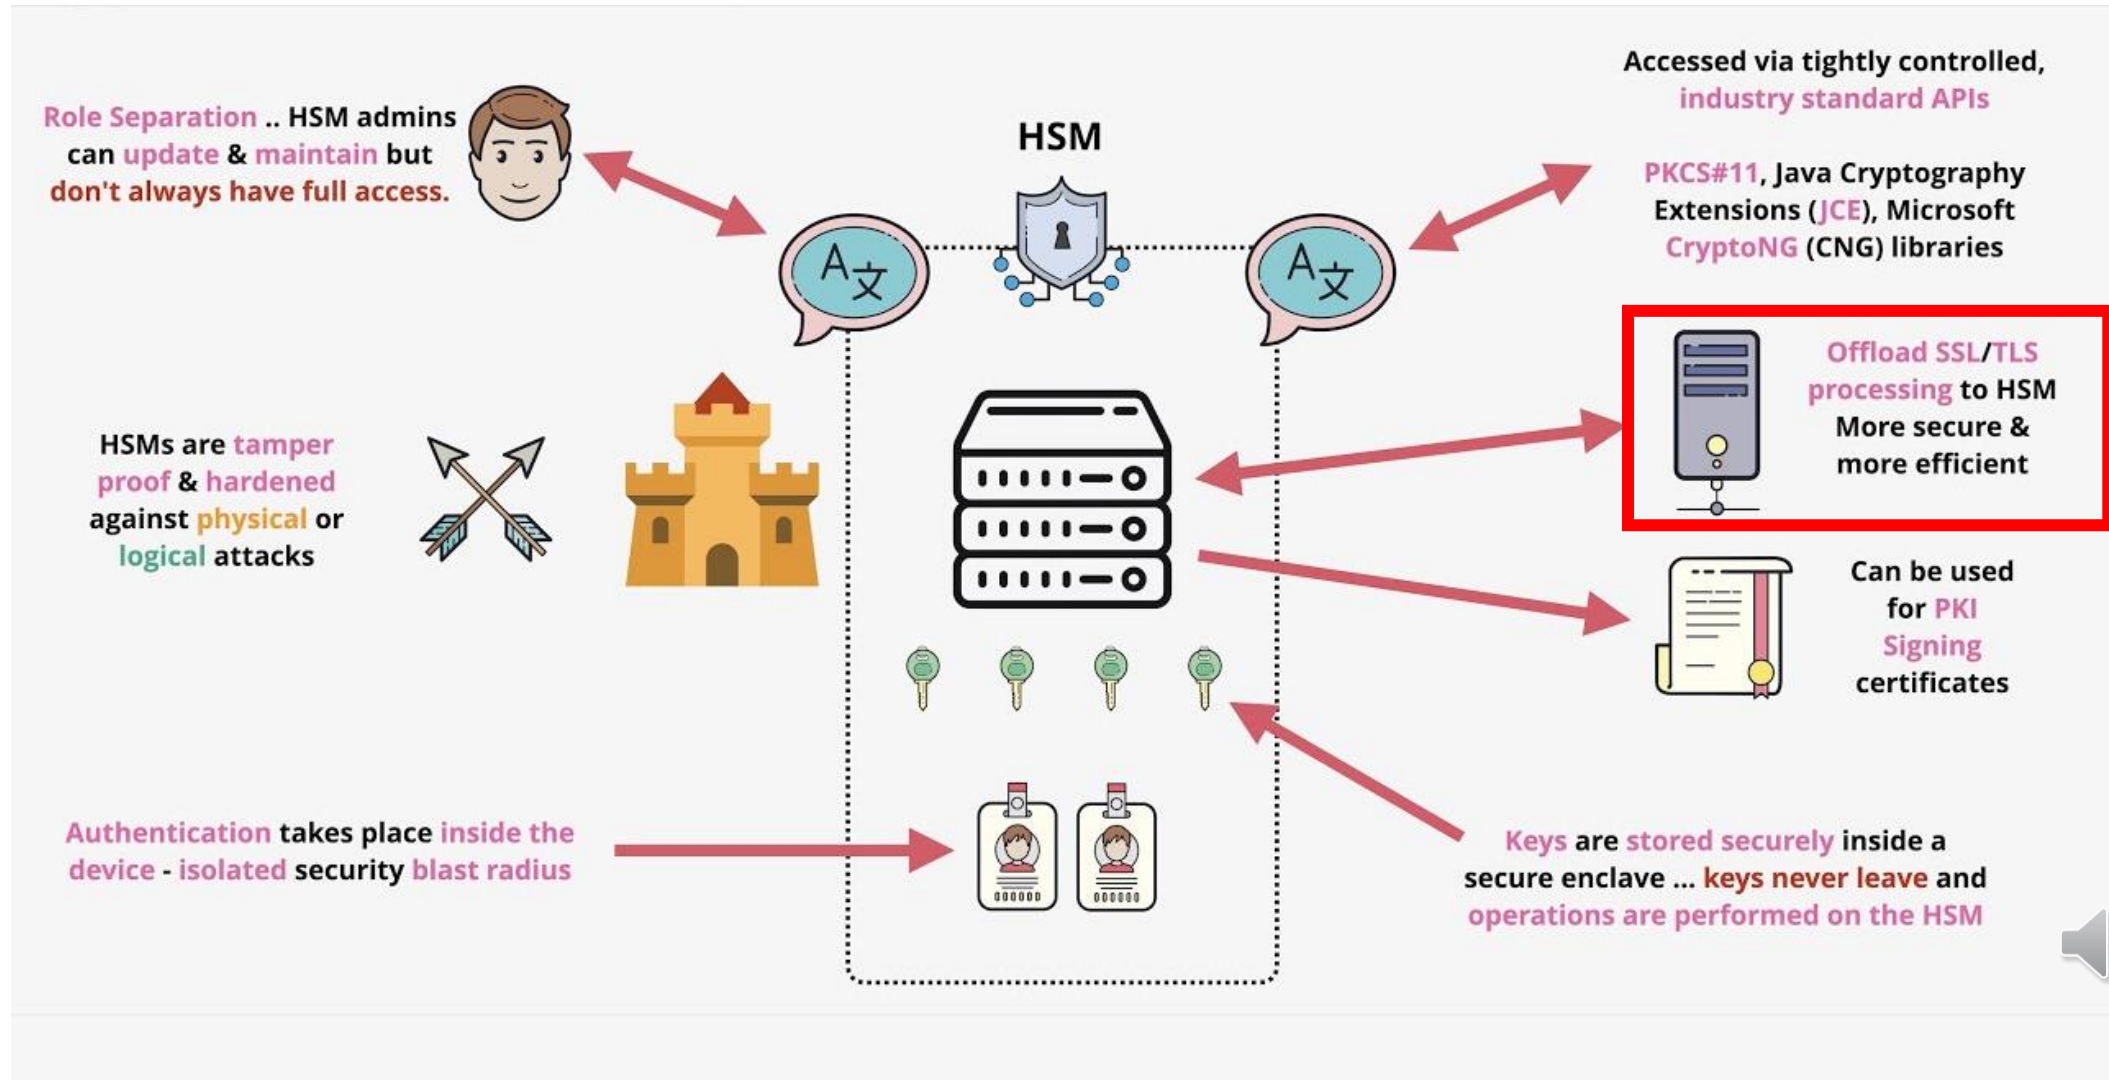 Role Separation .. HSM admins
can update & maintain but
don't always have full access.
HSM
A文
A文
Accessed via tightly controlled,
industry standard APIs
PKCS#11, Java Cryptography
Extensions (JCE), Microsoft
CryptoNG (CNG) libraries
Offload SSL/TLS
processing to HSM
More secure &
more efficient
HSMs are tamper
proof & hardened
against physical or
logical attacks
Can be used
for PKI
Signing
certificates
Authentication takes place inside the
device - isolated security blast radius
Keys are stored securely inside a
secure enclave ... keys never leave and
operations are performed on the HSM